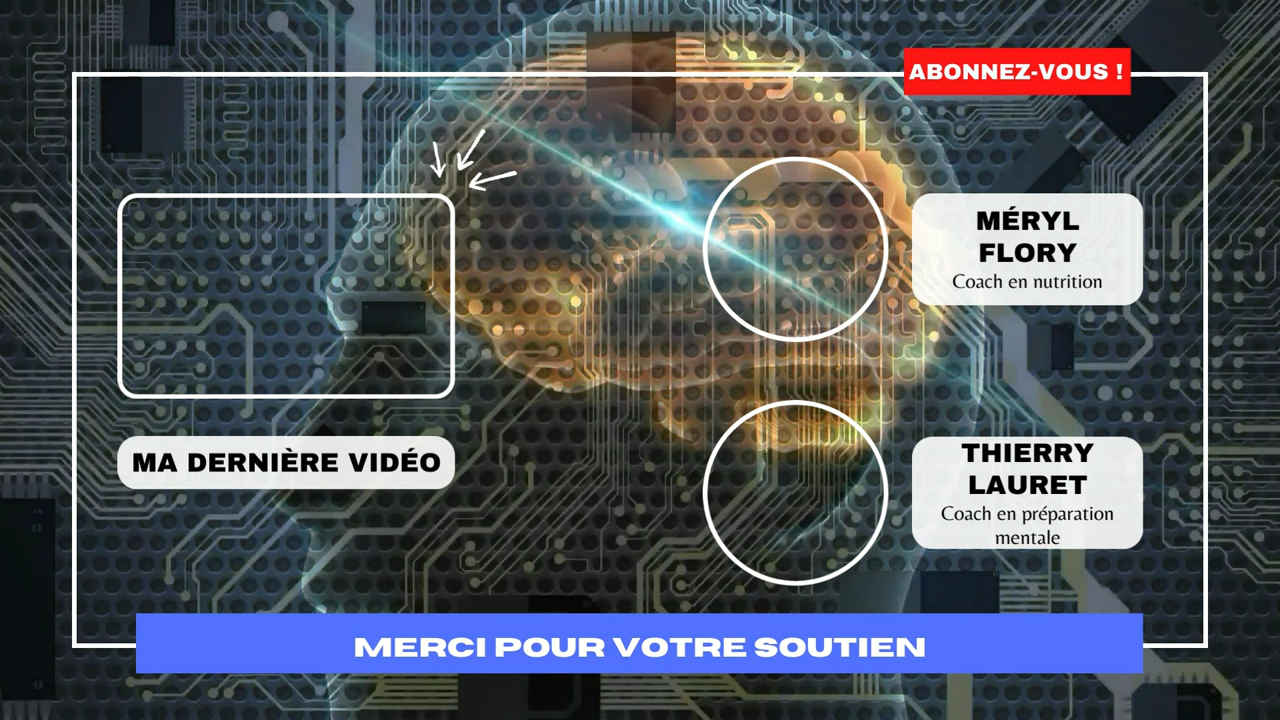 ABONNEZ-VOUS !
MÉRYL
FLORY
Coach en nutrition
MA DERNIÈRE VIDÉO
THIERRY
LAURET
Coach en préparation
mentale
MERCI POUR VOTRE SOUTIEN